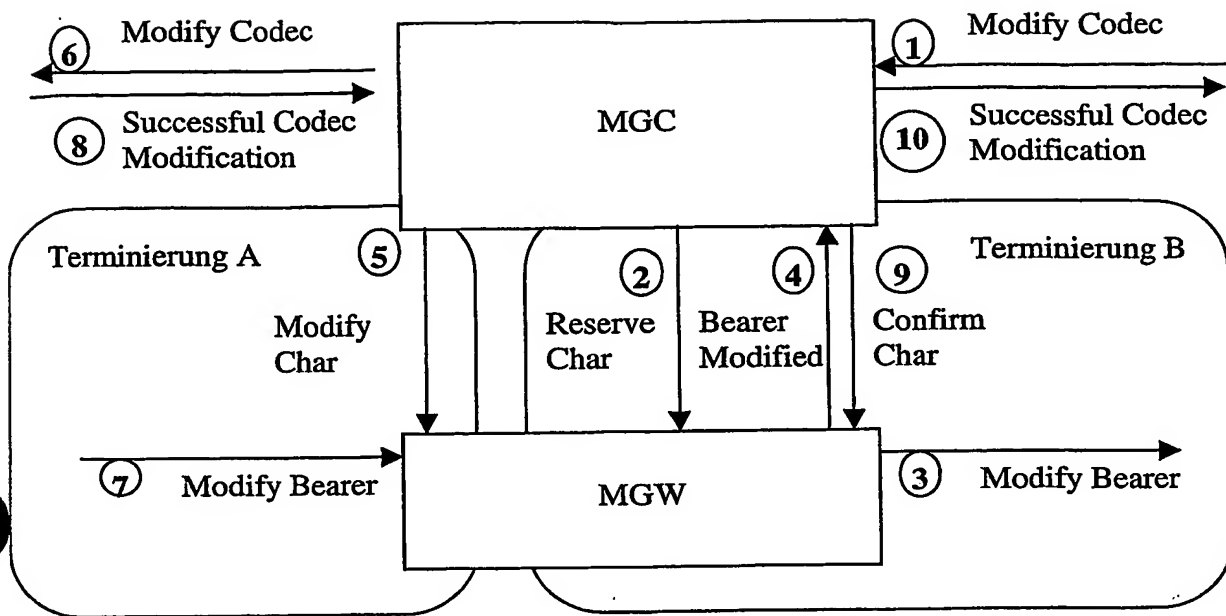 6
Modify Codec
8
Successful Codec
Modification
MGC
1
Modify Codec
10
Successful Codec
Modification
Terminierung A
5
Modify
Char
2
Reserve
Char
4
Bearer
Modified
9
Confirm
Char
Terminierung B
7
Modify Bearer
MGW
3
Modify Bearer